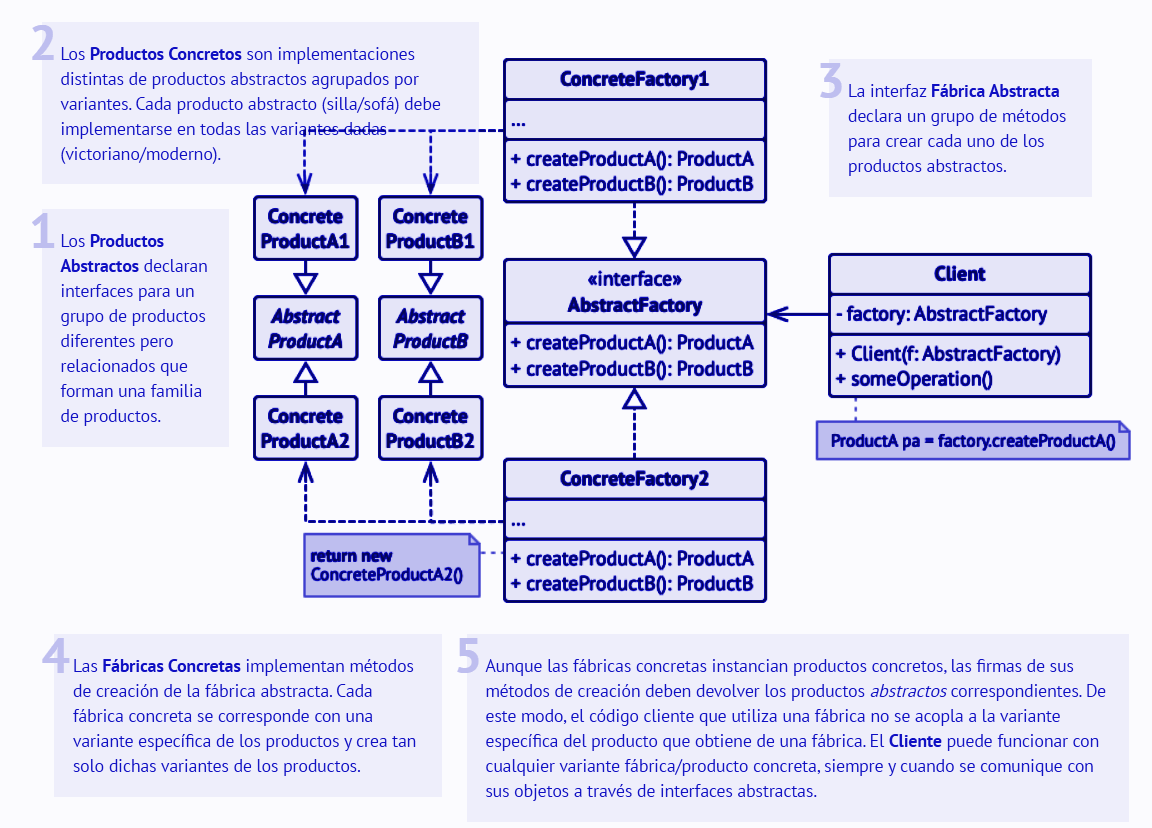 2
Los Productos Concretos son implementaciones
distintas de productos abstractos agrupados por
variantes. Cada producto abstracto (silla/sofá) debe
implementarse en todas las variantes dadas
(victoriano/moderno).
ConcreteFactory1
...
+ createProductA(): ProductA
+ createProductB(): ProductB
3
La interfaz Fábrica Abstracta
declara un grupo de métodos
para crear cada uno de los
productos abstractos.
1
Los Productos
Abstractos declaran
interfaces para un
grupo de productos
diferentes pero
relacionados que
forman una familia
de productos.
Concrete
ProductA1
Concrete
ProductB1
Abstract
ProductA
Abstract
ProductB
Concrete
ProductA2
Concrete
ProductB2
«interface»
AbstractFactory
+ createProductA(): ProductA
+ createProductB(): ProductB
Client
- factory: AbstractFactory
+ Client(f: AbstractFactory)
+ someOperation()
ProductA pa = factory.createProductA()
ConcreteFactory2
...
+ createProductA(): ProductA
+ createProductB(): ProductB
return new
ConcreteProductA2()
4
Las Fábricas Concretas implementan métodos
de creación de la fábrica abstracta. Cada
fábrica concreta se corresponde con una
variante específica de los productos y crea tan
solo dichas variantes de los productos.
5
Aunque las fábricas concretas instancian productos concretos, las firmas de sus
métodos de creación deben devolver los productos abstractos correspondientes. De
este modo, el código cliente que utiliza una fábrica no se acopla a la variante
específica del producto que obtiene de una fábrica. El Cliente puede funcionar con
cualquier variante fábrica/producto concreta, siempre y cuando se comunique con
sus objetos a través de interfaces abstractas.